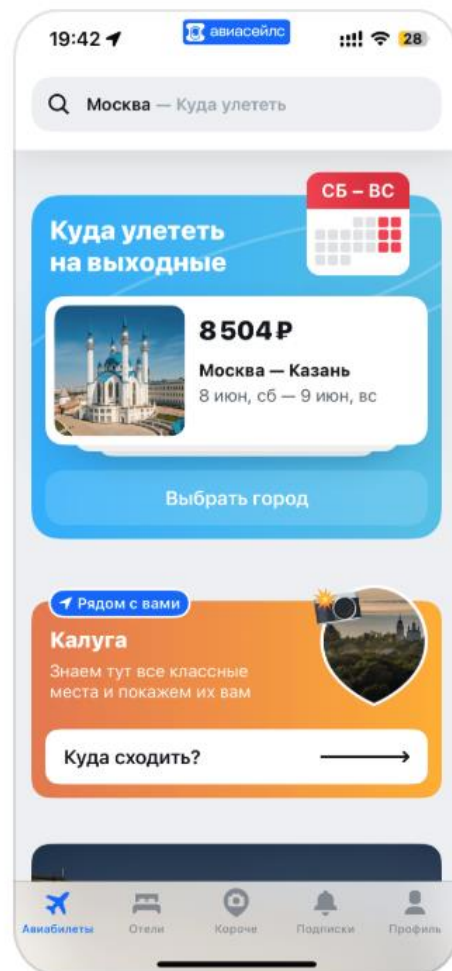 19:42
авиасейлс
28
Москва — Куда улететь
СБ – ВС
Куда улететь
на выходные
8 504 ₽
Москва — Казань
8 июн, сб — 9 июн, вс
Выбрать город
Рядом с вами
Калуга
Знаем тут все классные
места и покажем их вам
Куда сходить?
Авиабилеты
Отели
Короче
Подписки
Профиль